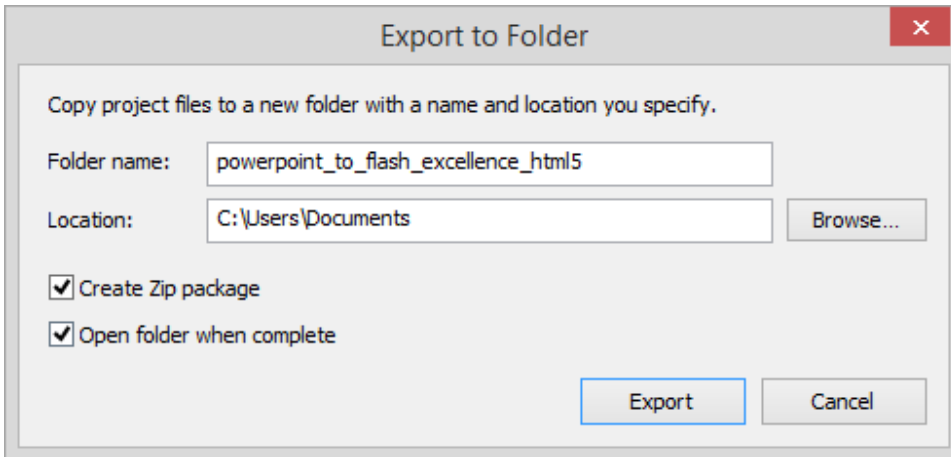 Export to Folder
Copy project files to a new folder with a name and location you specify.
Folder name: powerpoint_to_flash_excellence_html5
Location: C:\Users\Documents Browse...
Create Zip package
Open folder when complete
Export Cancel